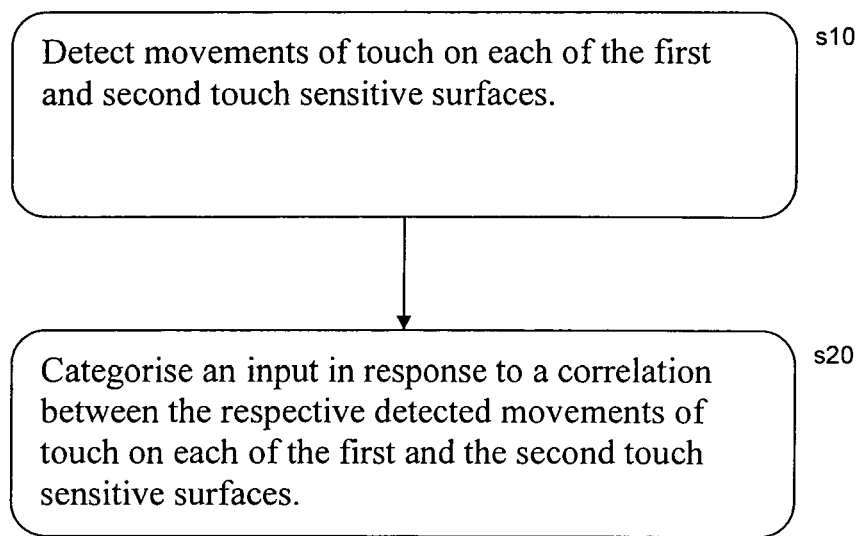 Detect movements of touch on each of the first
and second touch sensitive surfaces.
s10
Categorise an input in response to a correlation
between the respective detected movements of
touch on each of the first and the second touch
sensitive surfaces.
s20